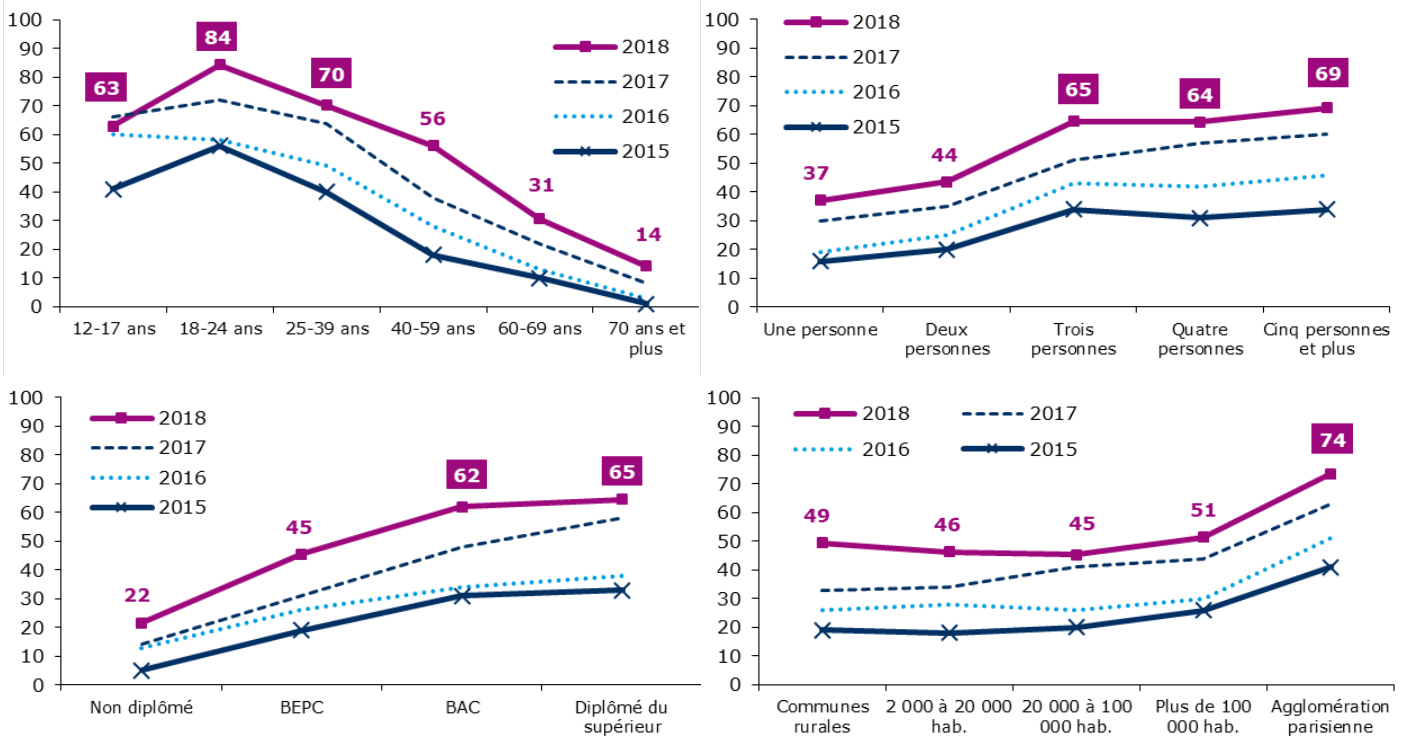 100
90
80
70
60
50
40
30
20
10
0
63
84
70
56
31
14
2018
2017
2016
2015
12-17 ans
18-24 ans
25-39 ans
40-59 ans
60-69 ans
70 ans et
plus
100
90
80
70
60
50
40
30
20
10
0
2018
2017
2016
2015
37
44
65
64
69
Une personne
Deux
personnes
Trois
personnes
Quatre
personnes
Cinq personnes
et plus
100
90
80
70
60
50
40
30
20
10
0
2018
2017
2016
2015
22
45
62
65
Non diplômé
BEPC
BAC
Diplômé du
supérieur
100
90
80
70
60
50
40
30
20
10
0
2018
2017
2016
2015
49
46
45
51
74
Communes
rurales
2 000 à 20 000
hab.
20 000 à 100
000 hab.
Plus de 100
000 hab.
Agglomération
parisienne